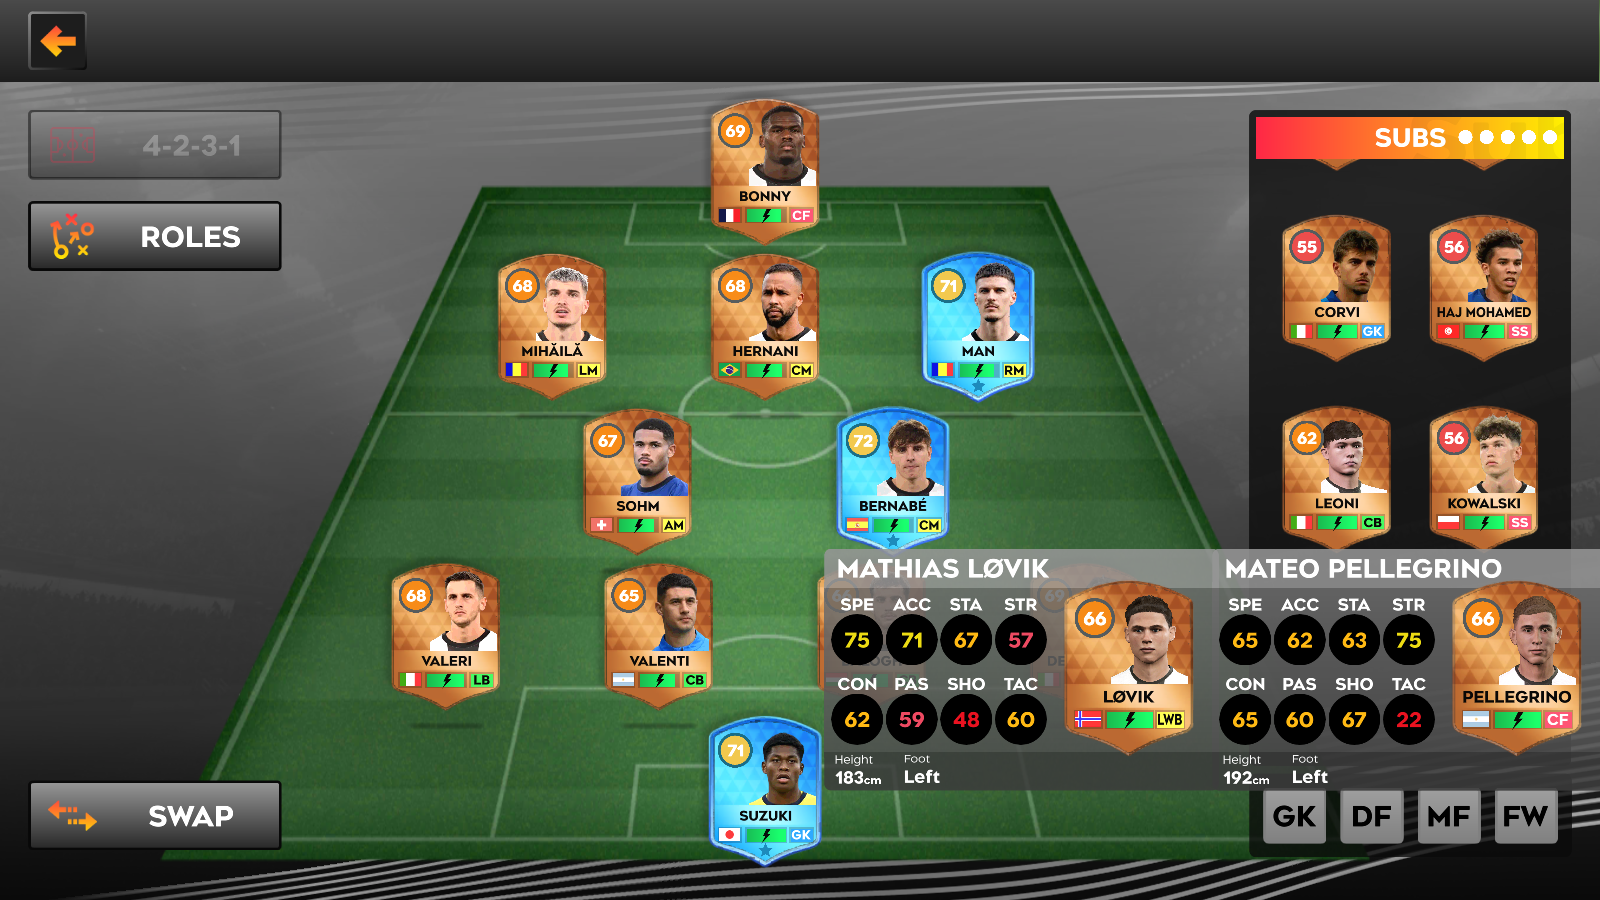 4-2-3-1
ROLES
SWAP
69
BONNY
CF
68
MIHĂILĂ
LM
68
HERNANI
CM
71
MAN
RM
67
SOHM
AM
72
BERNABÉ
CM
68
VALERI
LB
65
VALENTI
CB
71
SUZUKI
GK
SUBS
55
CORVI
GK
56
HAJ MOHAMED
SS
62
LEONI
CB
56
KOWALSKI
SS
MATHIAS LØVIK
SPE ACC STA STR
75 71 67 57
CON PAS SHO TAC
62 59 48 60
Height Foot
183cm Left
66
LØVIK
LWB
MATEO PELLEGRINO
SPE ACC STA STR
65 62 63 75
CON PAS SHO TAC
65 60 67 22
Height Foot
192cm Left
66
PELLEGRINO
CF
GK DF MF FW